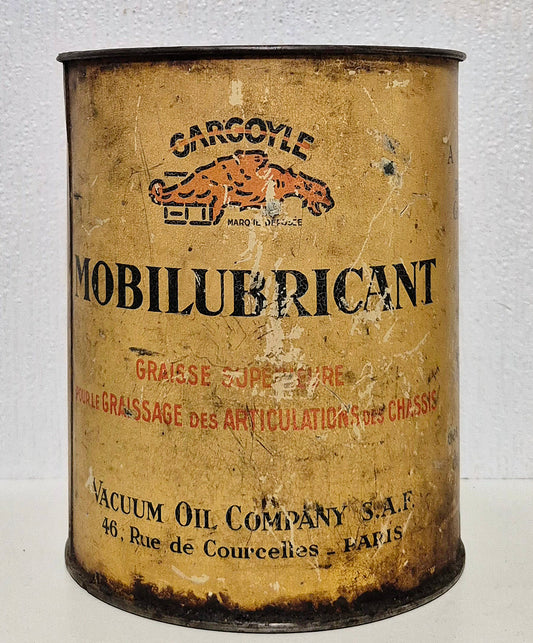 GARGOYLE
MARQUE DÉPOSÉE
MOBILUBRICANT
GRAISSE SUPÉRIEURE
POUR LE GRAISSAGE DES ARTICULATIONS DES CHASSIS
VACUUM OIL COMPANY S.A.F.
46, Rue de Courcelles - PARIS